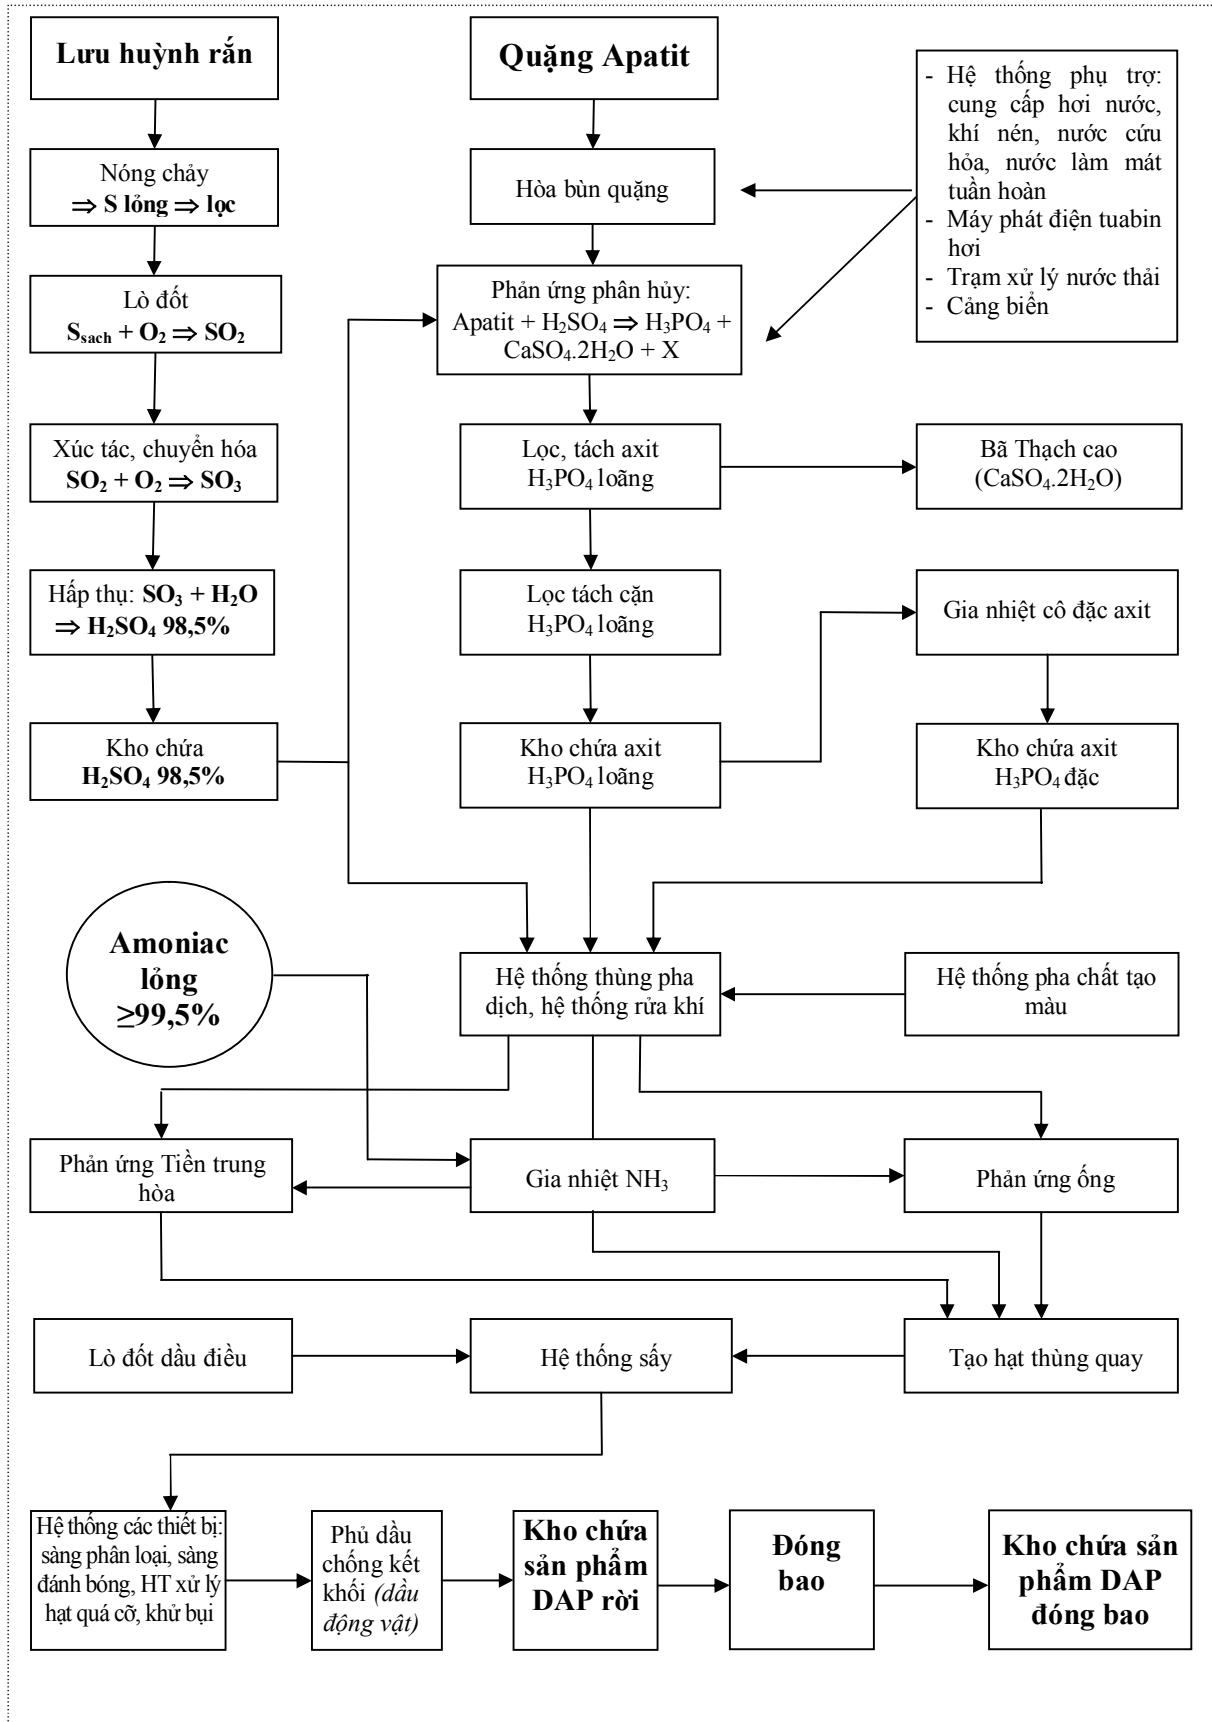 Lưu huỳnh rắn
Quặng Apatit
- Hệ thống phụ trợ:
cung cấp hơi nước,
khí nén, nước cứu
hỏa, nước làm mát
tuần hoàn
- Máy phát điện tuabin
hơi
- Trạm xử lý nước thải
- Cảng biển
Nóng chảy
⇒ S lỏng ⇒ lọc
Hòa bùn quặng
Lò đốt
Ssach + O2 ⇒ SO2
Phản ứng phân hủy:
Apatit + H2SO4 ⇒ H3PO4 +
CaSO4.2H2O + X
Xúc tác, chuyển hóa
SO2 + O2 ⇒ SO3
Lọc, tách axit
H3PO4 loãng
Bã Thạch cao
(CaSO4.2H2O)
Hấp thụ: SO3 + H2O
⇒ H2SO4 98,5%
Lọc tách cặn
H3PO4 loãng
Gia nhiệt cô đặc axit
Kho chứa
H2SO4 98,5%
Kho chứa axit
H3PO4 loãng
Kho chứa axit
H3PO4 đặc
Amoniac
lỏng
≥99,5%
Hệ thống thùng pha
dịch, hệ thống rửa khí
Hệ thống pha chất tạo
màu
Phản ứng Tiền trung
hòa
Gia nhiệt NH3
Phản ứng ống
Lò đốt dầu điều
Hệ thống sấy
Tạo hạt thùng quay
Hệ thống các thiết bị:
sàng phân loại, sàng
đánh bóng, HT xử lý
hạt quá cỡ, khử bụi
Phủ dầu
chống kết
khối (dầu
động vật)
Kho chứa
sản phẩm
DAP rời
Đóng
bao
Kho chứa sản
phẩm DAP
đóng bao